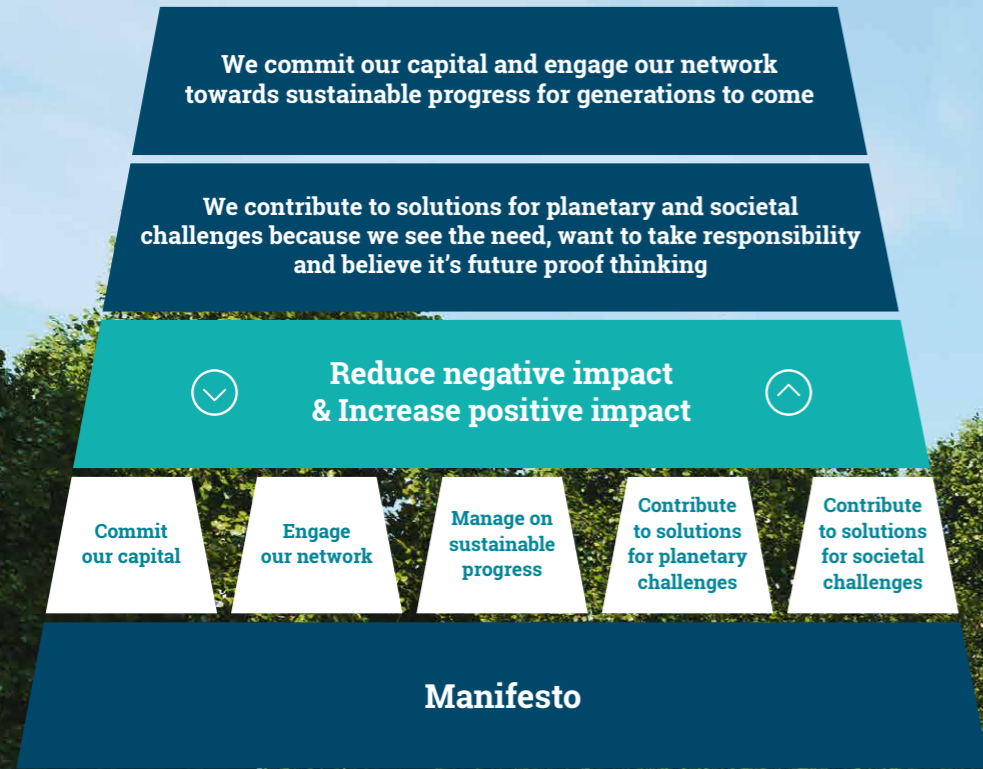 We commit our capital and engage our network
towards sustainable progress for generations to come
We contribute to solutions for planetary and societal
challenges because we see the need, want to take responsibility
and believe it's future proof thinking
Reduce negative impact
& Increase positive impact
Commit
our capital
Engage
our network
Manage on
sustainable
progress
Contribute
to solutions
for planetary
challenges
Contribute
to solutions
for societal
challenges
Manifesto